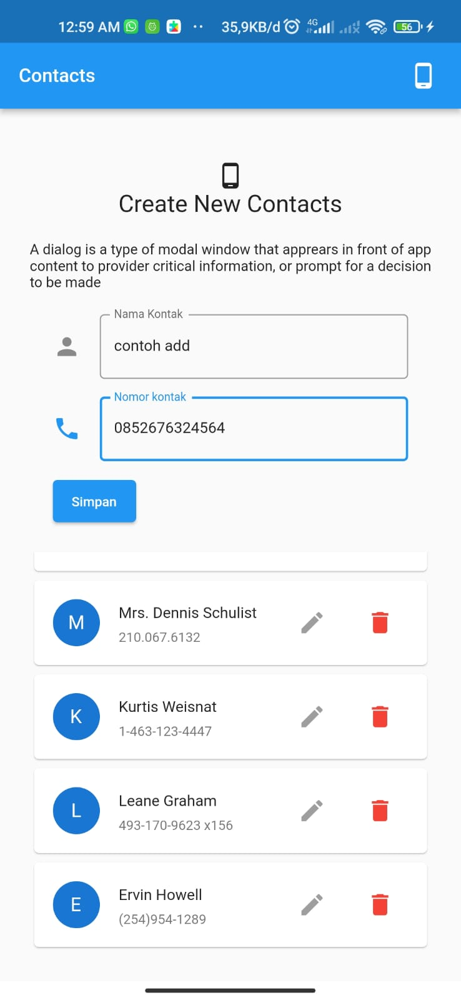 12:59 AM 35,9KB/d 4G 56
Contacts
Create New Contacts
A dialog is a type of modal window that apprears in front of app
content to provider critical information, or prompt for a decision
to be made
Nama Kontak
contoh add
Nomor kontak
0852676324564
Simpan
M
Mrs. Dennis Schulist
210.067.6132
K
Kurtis Weisnat
1-463-123-4447
L
Leane Graham
493-170-9623 x156
E
Ervin Howell
(254)954-1289